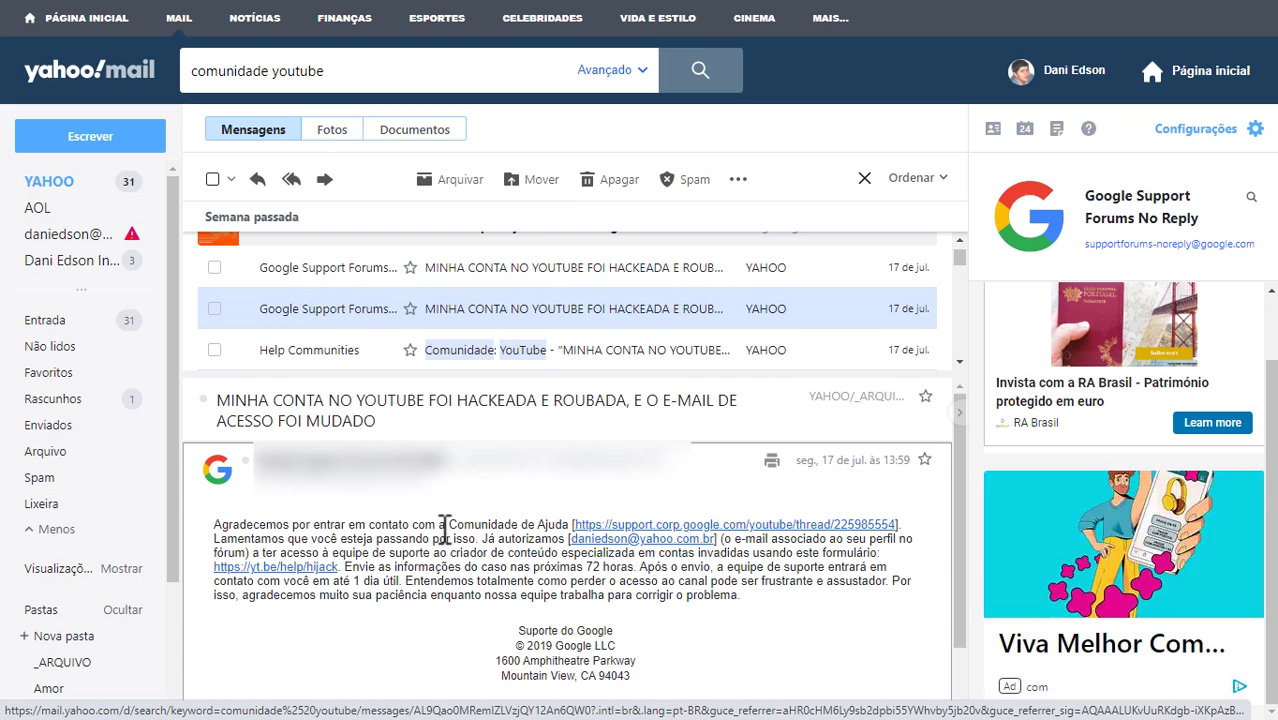 PÁGINA INICIAL MAIL NOTÍCIAS FINANÇAS ESPORTES CELEBRIDADES VIDA E ESTILO CINEMA MAIS...
yahoo!mail
comunidade youtube
Avançado
Dani Edson
Página inicial
Escrever
YAHOO 31
AOL
daniedson@...
Dani Edson In... 3
...
Entrada 31
Não lidos
Favoritos
Rascunhos 1
Enviados
Arquivo
Spam
Lixeira
Menos
Visualizaçõ... Mostrar
Pastas Ocultar
+ Nova pasta
_ARQUIVO
Amor
Mensagens Fotos Documentos
Arquivar Mover Apagar Spam ••• Ordenar
Semana passada
Google Support Forums... MINHA CONTA NO YOUTUBE FOI HACKEADA E ROUB... YAHOO 17 de jul.
Google Support Forums... MINHA CONTA NO YOUTUBE FOI HACKEADA E ROUB... YAHOO 17 de jul.
Help Communities Comunidade: YouTube - "MINHA CONTA NO YOUTUBE... YAHOO 17 de jul.
MINHA CONTA NO YOUTUBE FOI HACKEADA E ROUBADA, E O E-MAIL DE
ACESSO FOI MUDADO
YAHOO/_ARQUI...
seg., 17 de jul. às 13:59
Agradecemos por entrar em contato com a Comunidade de Ajuda [https://support.corp.google.com/youtube/thread/225985554].
Lamentamos que você esteja passando por isso. Já autorizamos [daniedson@yahoo.com.br] (o e-mail associado ao seu perfil no
fórum) a ter acesso à equipe de suporte ao criador de conteúdo especializada em contas invadidas usando este formulário:
https://yt.be/help/hijack. Envie as informações do caso nas próximas 72 horas. Após o envio, a equipe de suporte entrará em
contato com você em até 1 dia útil. Entendemos totalmente como perder o acesso ao canal pode ser frustrante e assustador. Por
isso, agradecemos muito sua paciência enquanto nossa equipe trabalha para corrigir o problema.
Suporte do Google
© 2019 Google LLC
1600 Amphitheatre Parkway
Mountain View, CA 94043
24
Configurações
Google Support
Forums No Reply
supportforums-noreply@google.com
PASSAPORTE
PORTUGAL
Saiba mais
Invista com a RA Brasil - Património
protegido em euro
RA Brasil
Learn more
Viva Melhor Com...
Ad com